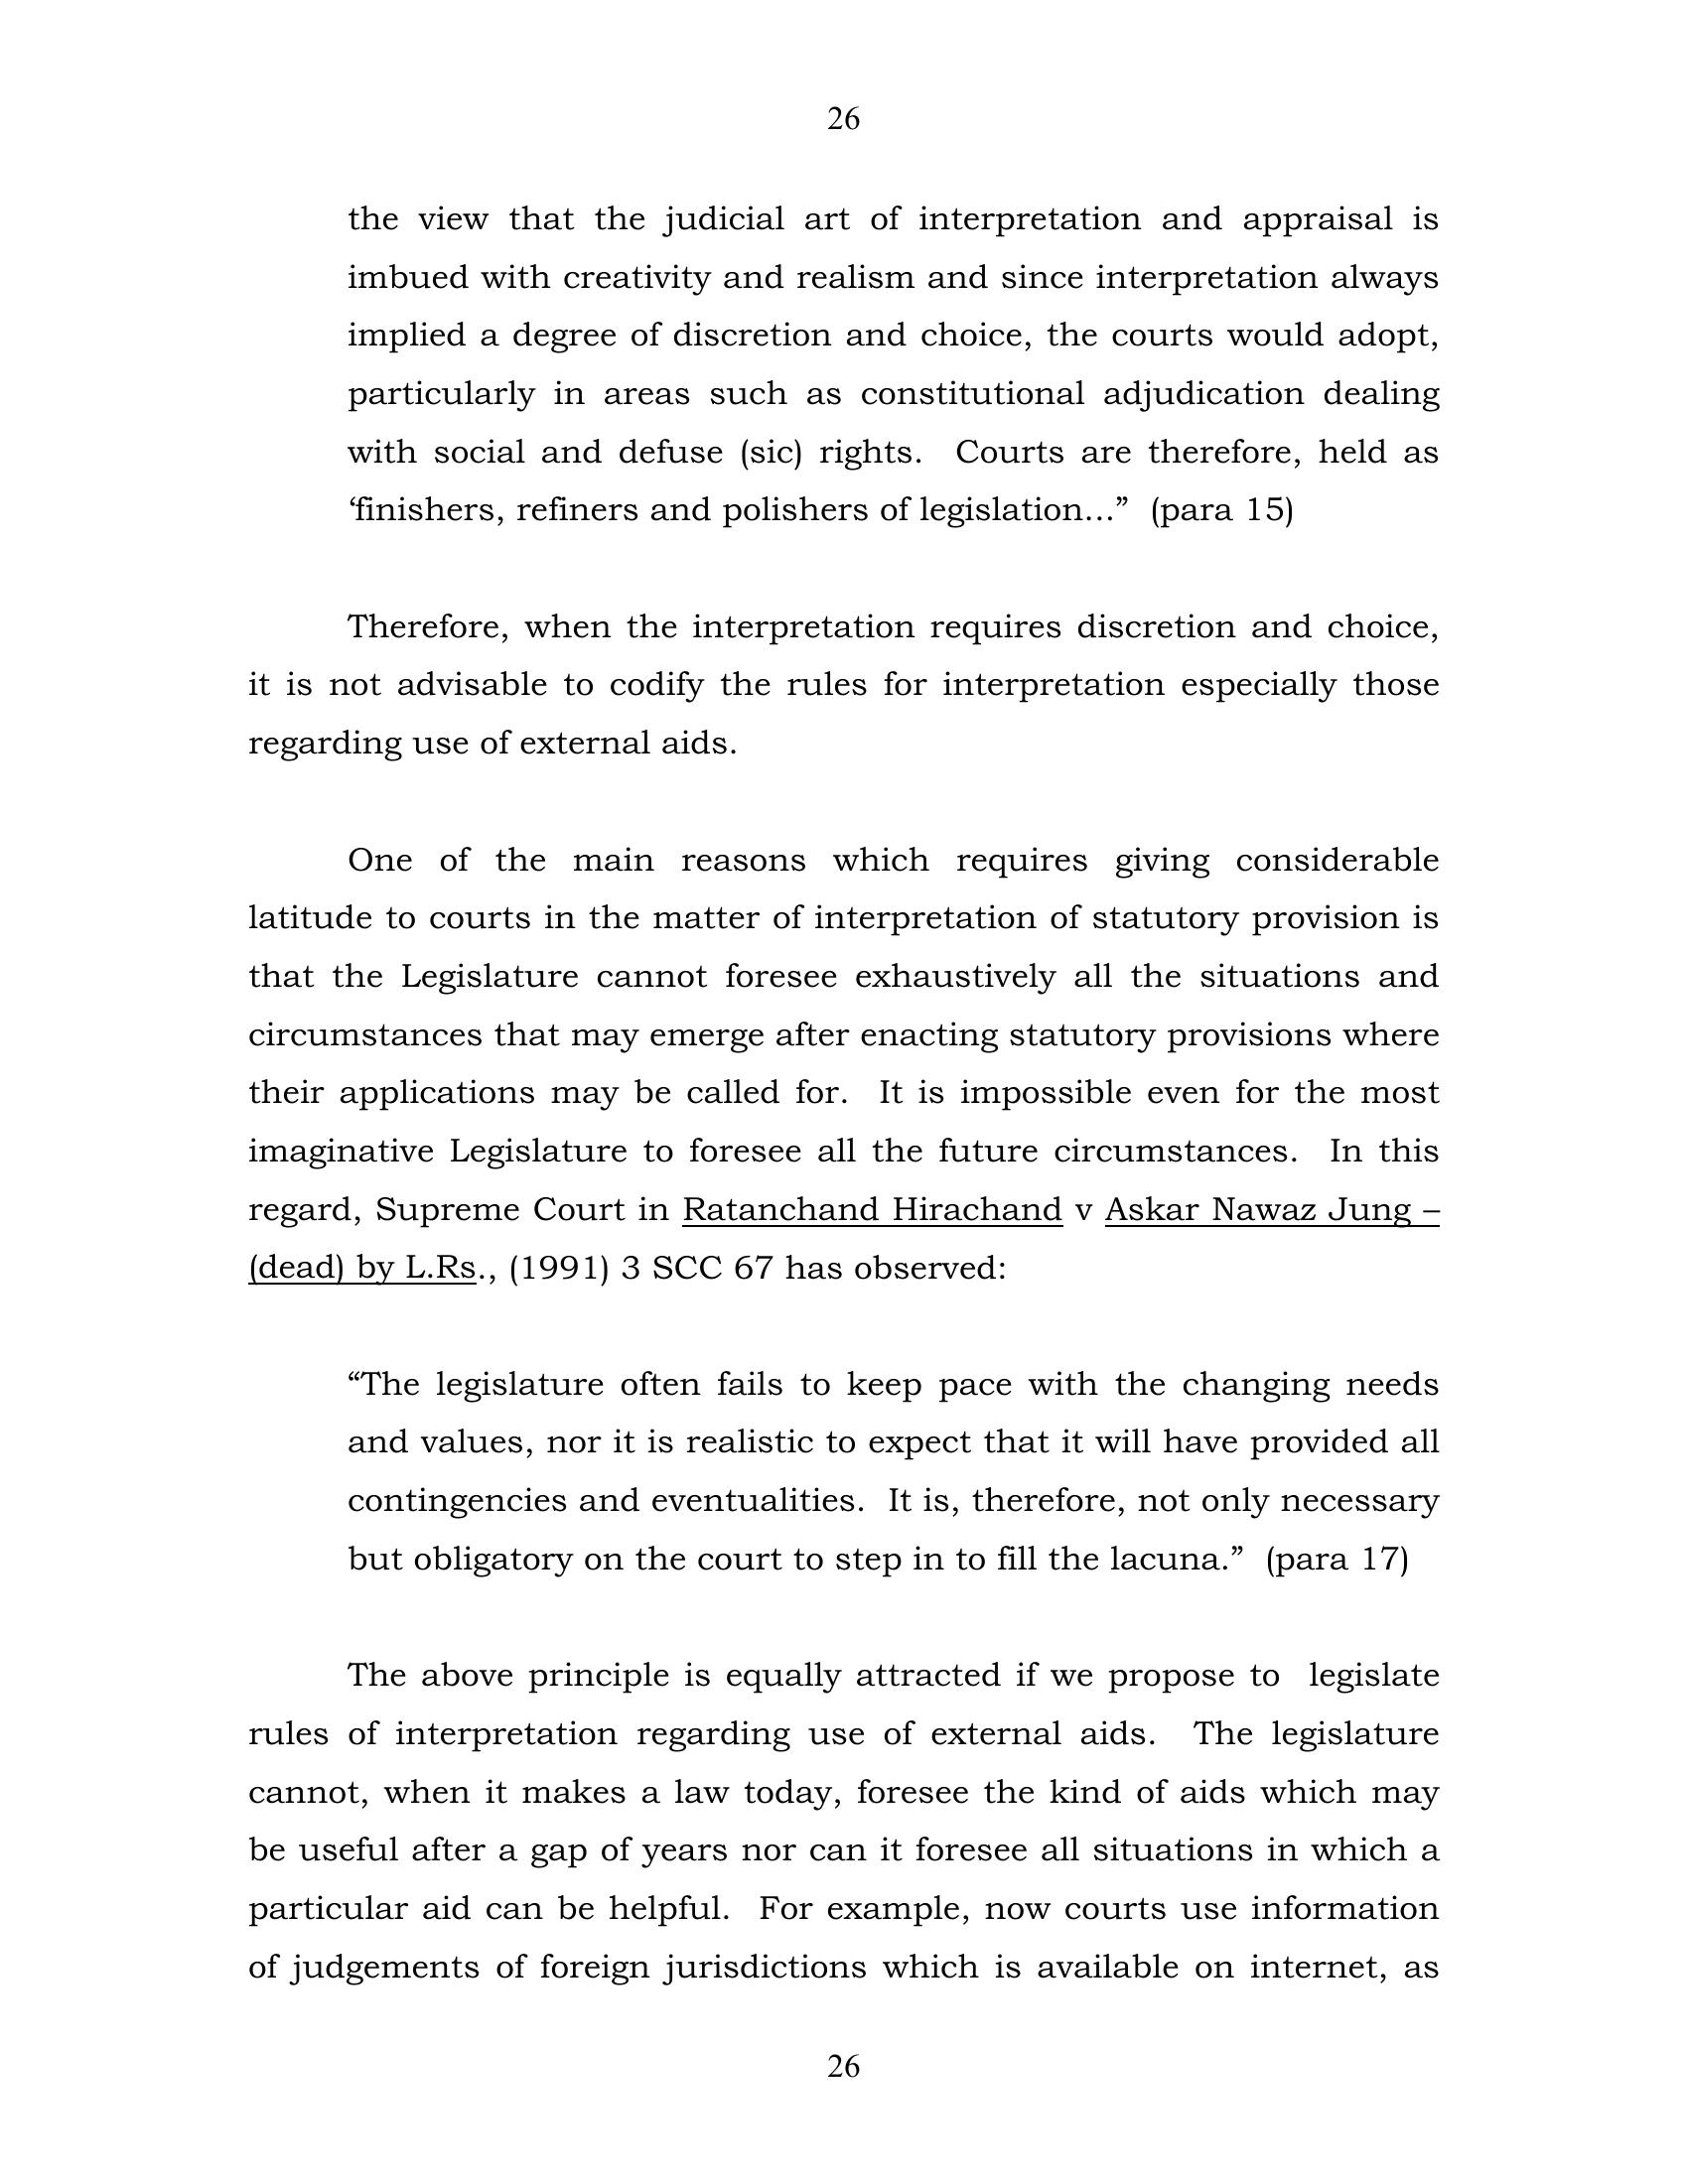 26
the view that the judicial art of interpretation and appraisal is
imbued with creativity and realism and since interpretation always
implied a degree of discretion and choice, the courts would adopt,
particularly in areas such as constitutional adjudication dealing
with social and defuse (sic) rights.  Courts are therefore, held as
‘finishers, refiners and polishers of legislation…”  (para 15)
Therefore, when the interpretation requires discretion and choice,
it is not advisable to codify the rules for interpretation especially those
regarding use of external aids.
One of the main reasons which requires giving considerable
latitude to courts in the matter of interpretation of statutory provision is
that the Legislature cannot foresee exhaustively all the situations and
circumstances that may emerge after enacting statutory provisions where
their applications may be called for.  It is impossible even for the most
imaginative Legislature to foresee all the future circumstances.  In this
regard, Supreme Court in Ratanchand Hirachand v Askar Nawaz Jung –
(dead) by L.Rs., (1991) 3 SCC 67 has observed:
“The legislature often fails to keep pace with the changing needs
and values, nor it is realistic to expect that it will have provided all
contingencies and eventualities.  It is, therefore, not only necessary
but obligatory on the court to step in to fill the lacuna.”  (para 17)
The above principle is equally attracted if we propose to  legislate
rules of interpretation regarding use of external aids.  The legislature
cannot, when it makes a law today, foresee the kind of aids which may
be useful after a gap of years nor can it foresee all situations in which a
particular aid can be helpful.  For example, now courts use information
of judgements of foreign jurisdictions which is available on internet, as
26